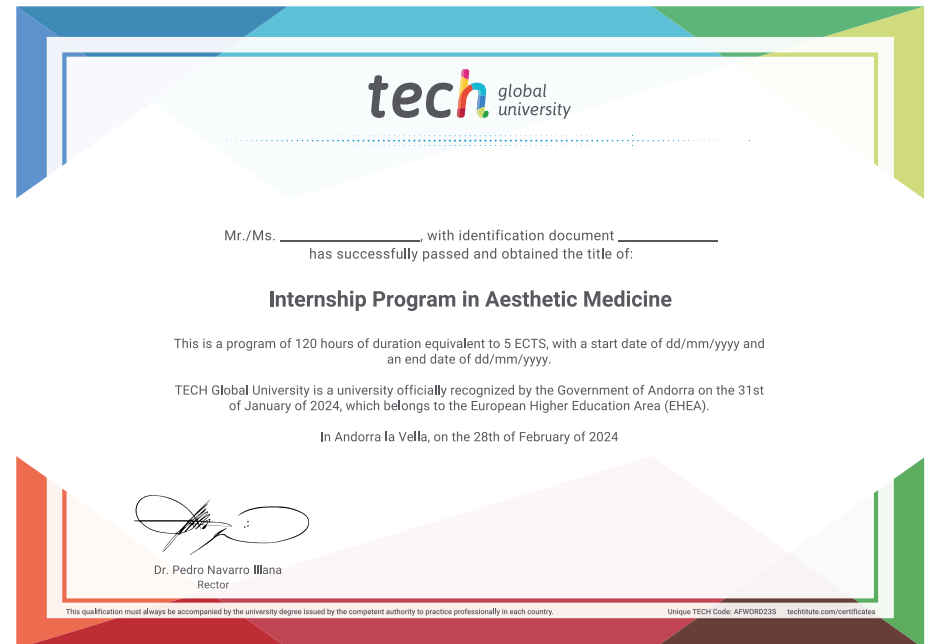 tech global university
Mr./Ms. ____________, with identification document ____________
has successfully passed and obtained the title of:
Internship Program in Aesthetic Medicine
This is a program of 120 hours of duration equivalent to 5 ECTS, with a start date of dd/mm/yyyy and
an end date of dd/mm/yyyy.
TECH Global University is a university officially recognized by the Government of Andorra on the 31st
of January of 2024, which belongs to the European Higher Education Area (EHEA).
In Andorra la Vella, on the 28th of February of 2024
Dr. Pedro Navarro Illana
Rector
This qualification must always be accompanied by the university degree issued by the competent authority to practice professionally in each country. Unique TECH Code: AFWORD23S techtitute.com/certificates